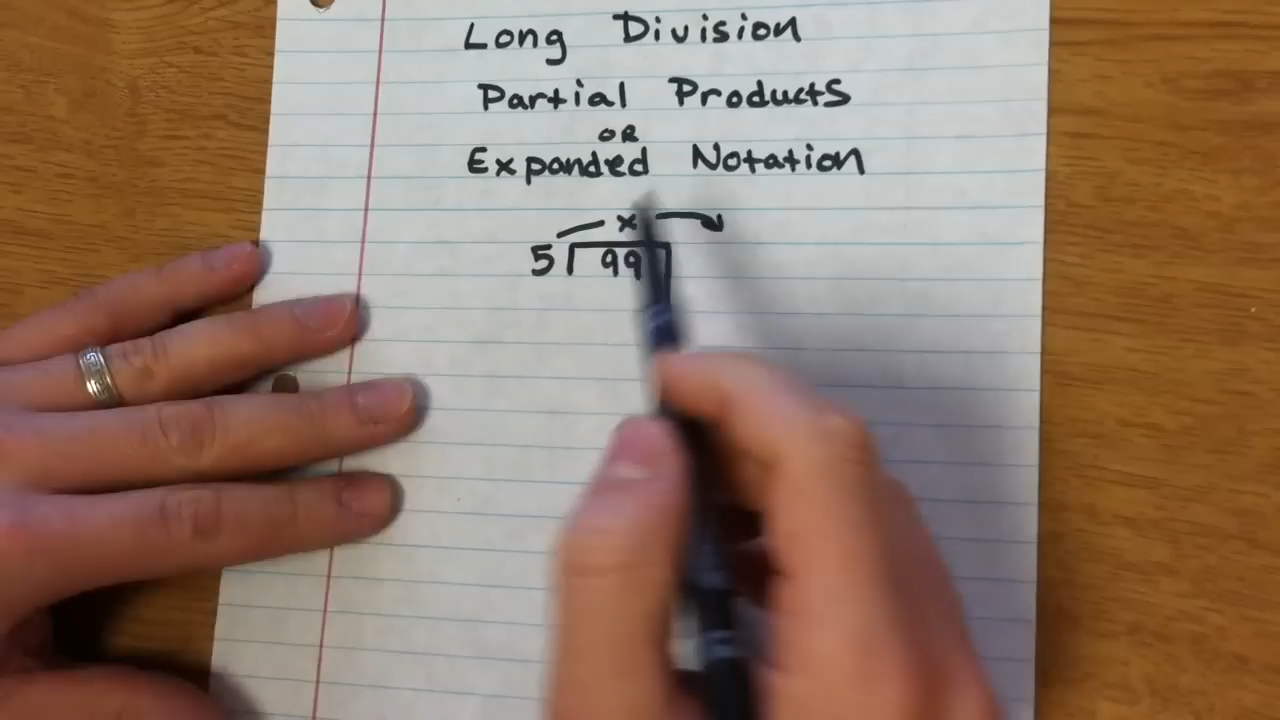 Long Division
Partial Products
OR
Expanded Notation
x
5 99